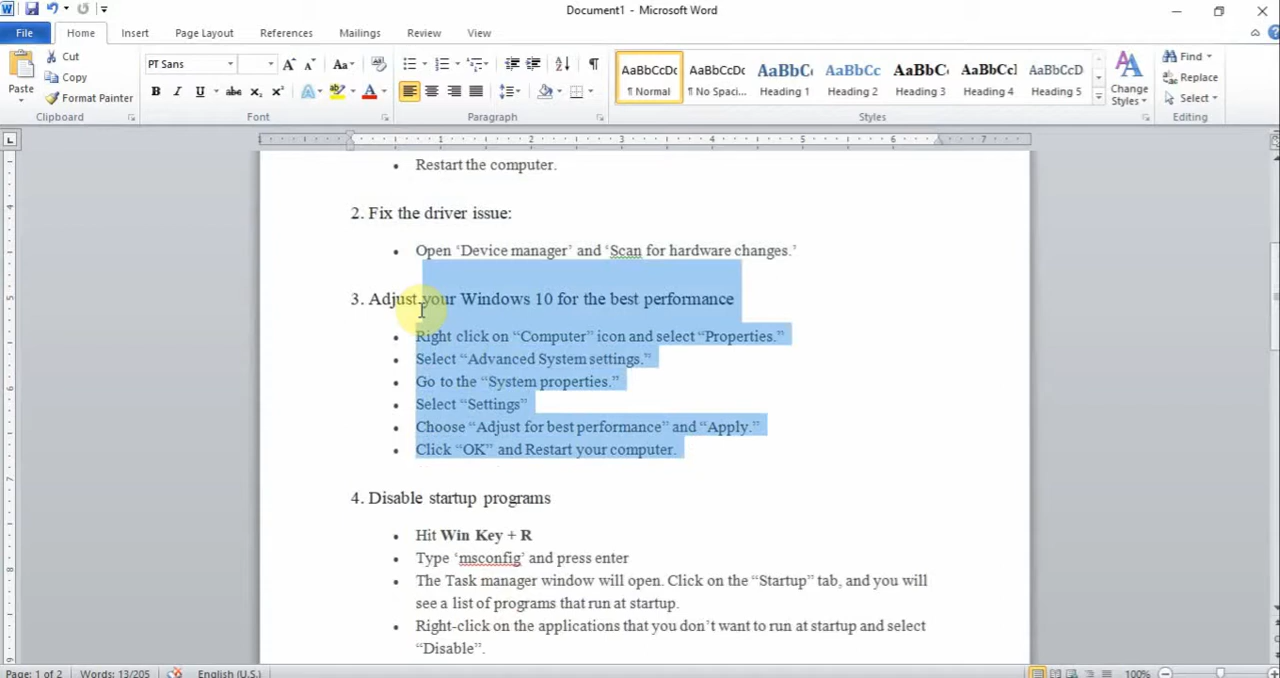 Document1 - Microsoft Word
File Home Insert Page Layout References Mailings Review View
Cut
Copy
Format Painter
Paste
Clipboard
PT Sans
Font
Paragraph
AaBbCcDc AaBbCcDc AaBbC AaBbCc AaBbC AaBbCcI AaBbCcD
¶ Normal ¶ No Spaci... Heading 1 Heading 2 Heading 3 Heading 4 Heading 5
Styles
Change
Styles
Find
Replace
Select
Editing
1 2 3 4 5 6 7
Restart the computer.
2. Fix the driver issue:
• Open ‘Device manager’ and ‘Scan for hardware changes.’
3. Adjust your Windows 10 for the best performance
• Right click on “Computer” icon and select “Properties.”
• Select “Advanced System settings.”
• Go to the “System properties.”
• Select “Settings”
• Choose “Adjust for best performance” and “Apply.”
• Click “OK” and Restart your computer.
4. Disable startup programs
• Hit Win Key + R
• Type ‘msconfig’ and press enter
• The Task manager window will open. Click on the “Startup” tab, and you will
see a list of programs that run at startup.
• Right-click on the applications that you don’t want to run at startup and select
“Disable”.
Page: 1 of 2 Words: 13/205 English (U.S.) 100%